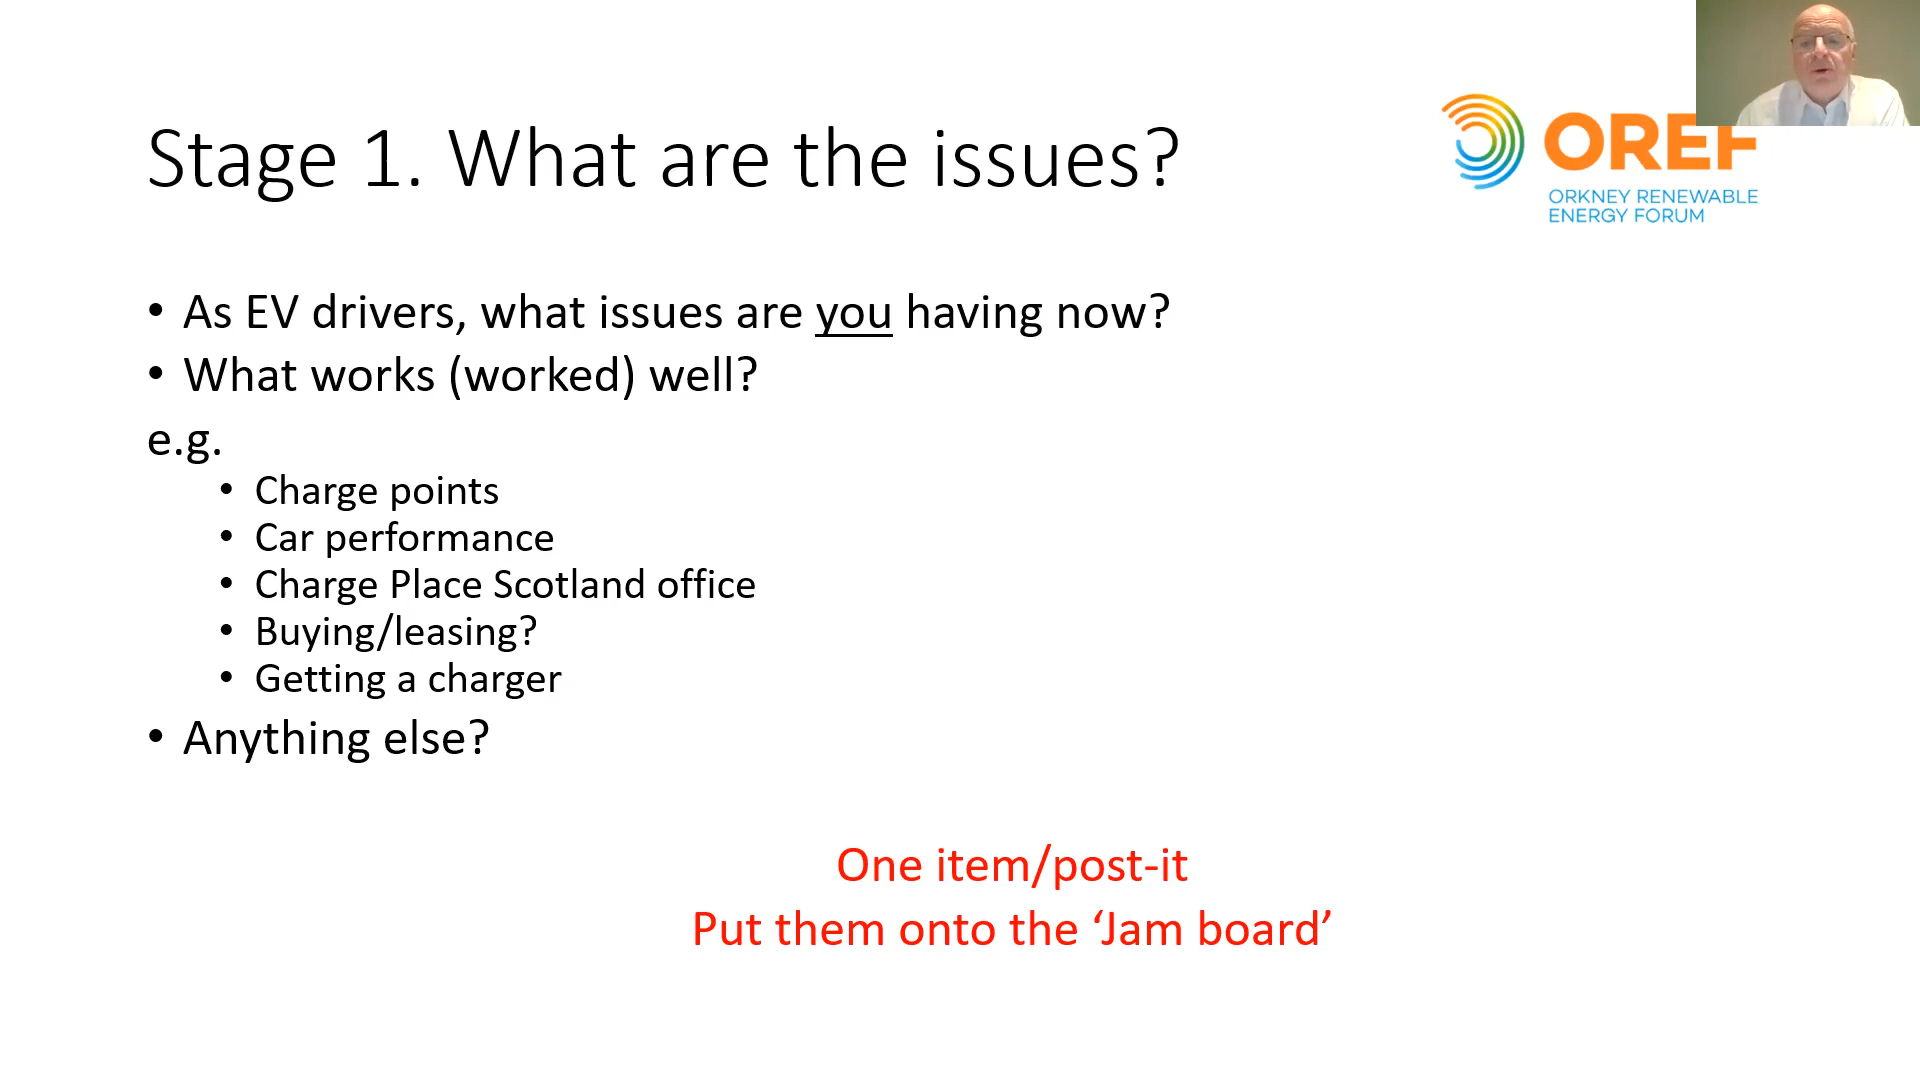 Stage 1. What are the issues?
OREF
ORKNEY RENEWABLE
ENERGY FORUM
• As EV drivers, what issues are you having now?
• What works (worked) well?
e.g.
• Charge points
• Car performance
• Charge Place Scotland office
• Buying/leasing?
• Getting a charger
• Anything else?
One item/post-it
Put them onto the ‘Jam board’